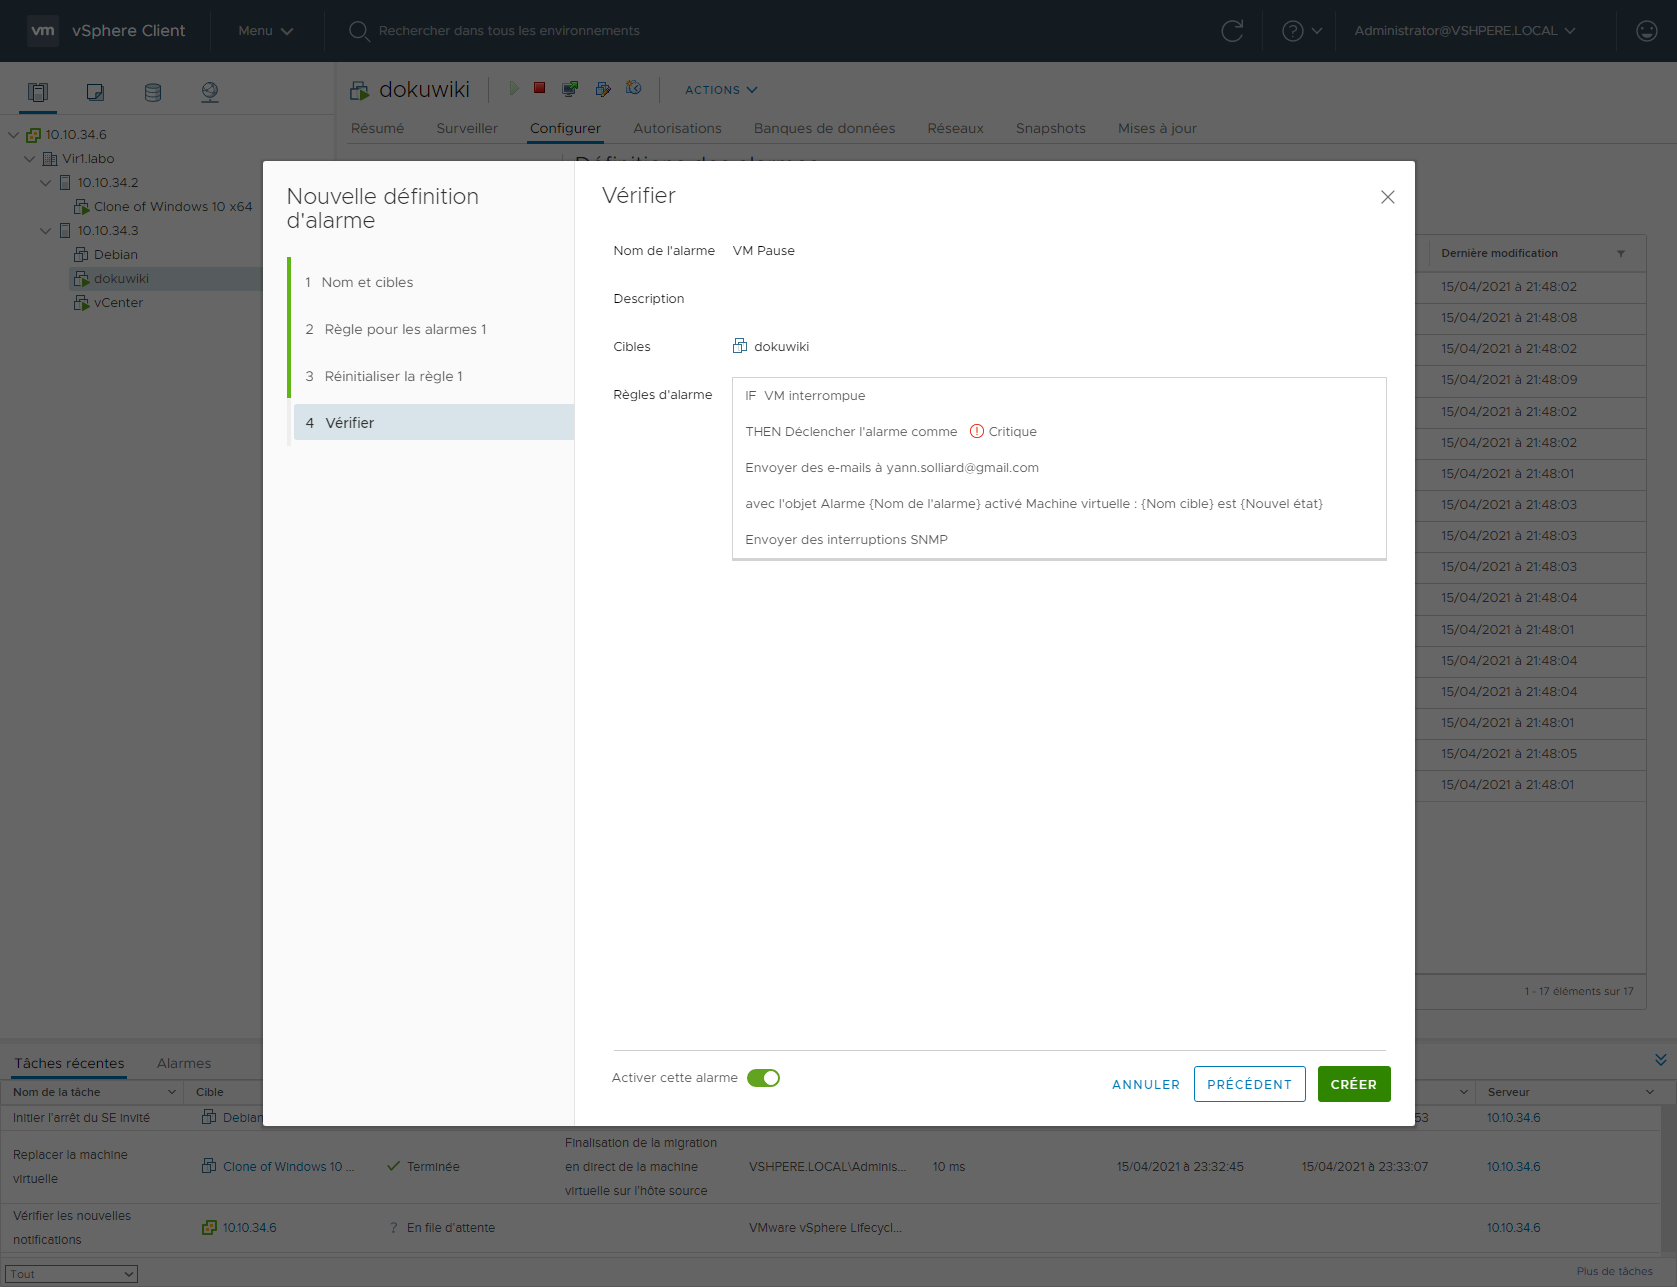 vm vSphere Client Menu Rechercher dans tous les environnements Administrator@VSHPERE.LOCAL
10.10.34.6
Vir1.labo
10.10.34.2
Clone of Windows 10 x64
10.10.34.3
Debian
dokuwiki
vCenter
dokuwiki ACTIONS
Résumé Surveiller Configurer Autorisations Banques de données Réseaux Snapshots Mises à jour
Définitions des alarmes
Nouvelle définition
d'alarme
1 Nom et cibles
2 Règle pour les alarmes 1
3 Réinitialiser la règle 1
4 Vérifier
Vérifier
Nom de l'alarme VM Pause
Description
Cibles dokuwiki
Règles d'alarme
IF VM interrompue
THEN Déclencher l'alarme comme Critique
Envoyer des e-mails à yann.solliard@gmail.com
avec l'objet Alarme {Nom de l'alarme} activé Machine virtuelle : {Nom cible} est {Nouvel état}
Envoyer des interruptions SNMP
Activer cette alarme
ANNULER PRÉCÉDENT CRÉER
Dernière modification
15/04/2021 à 21:48:02
15/04/2021 à 21:48:08
15/04/2021 à 21:48:02
15/04/2021 à 21:48:09
15/04/2021 à 21:48:02
15/04/2021 à 21:48:02
15/04/2021 à 21:48:01
15/04/2021 à 21:48:03
15/04/2021 à 21:48:03
15/04/2021 à 21:48:03
15/04/2021 à 21:48:04
15/04/2021 à 21:48:01
15/04/2021 à 21:48:04
15/04/2021 à 21:48:04
15/04/2021 à 21:48:01
15/04/2021 à 21:48:05
15/04/2021 à 21:48:01
1 - 17 éléments sur 17
Tâches récentes Alarmes
Nom de la tâche Cible Serveur
Initier l'arrêt du SE invité Debian 53 10.10.34.6
Replacer la machine
virtuelle
Clone of Windows 10 ... Terminée
Finalisation de la migration
en direct de la machine
virtuelle sur l'hôte source
VSHPERE.LOCAL\Adminis... 10 ms 15/04/2021 à 23:32:45 15/04/2021 à 23:33:07 10.10.34.6
Vérifier les nouvelles
notifications
10.10.34.6 ? En file d'attente VMware vSphere Lifecycl... 10.10.34.6
Tout Plus de tâches